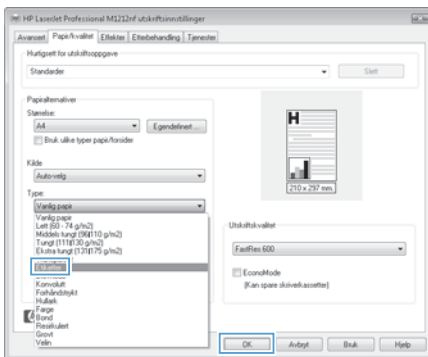 HP LaserJet Professional M1212nf utskriftsinnstillinger
Avansert Papir/kvalitet Effekter Etterbehandling Tjenester
Hurtigsett for utskriftsoppgave
Standarder
Slett
Papiralternativer
Størrelse:
A4
Egendefinert ...
Bruk ulike typer papir/forsider
Kilde
Auto-velg
Type:
Vanlig papir
Vanlig papir
Lett (60 - 74 g/m2)
Middels tungt (96-110 g/m2)
Tungt (111-130 g/m2)
Ekstra tungt (131-175 g/m2)
Etiketter
Konvolutt
Forhåndstrykt
Hullark
Farge
Bond
Resirkulert
Grovt
Velin
H
210 x 297 mm
Utskriftskvalitet
FastRes 600
EconoMode
(Kan spare skriverkassetter)
OK
Avbryt
Bruk
Hjelp